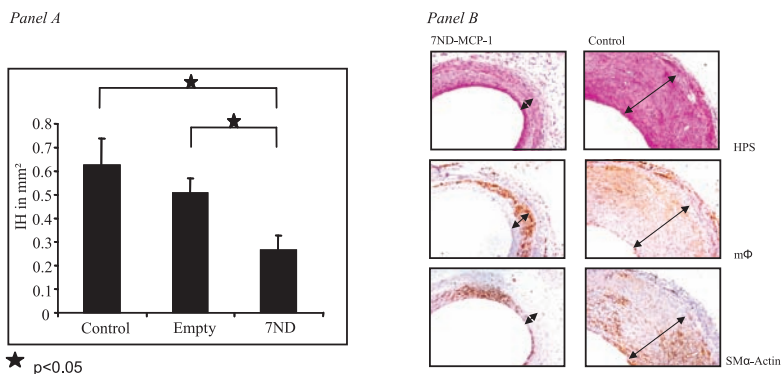 Panel A
Panel B
7ND-MCP-1
Control
★
★
0.8
0.7
0.6
0.5
0.4
0.3
0.2
0.1
0
IH in mm²
Control
Empty
7ND
★ p<0.05
HPS
mΦ
SMα-Actin